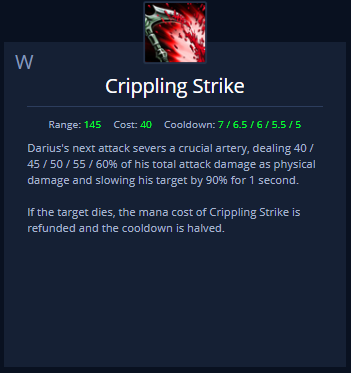 W
Crippling Strike
Range: 145 Cost: 40 Cooldown: 7 / 6.5 / 6 / 5.5 / 5
Darius's next attack severs a crucial artery, dealing 40 /
45 / 50 / 55 / 60% of his total attack damage as physical
damage and slowing his target by 90% for 1 second.
If the target dies, the mana cost of Crippling Strike is
refunded and the cooldown is halved.